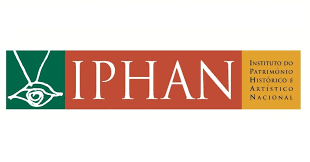 IPHAN
INSTITUTO DO
PATRIMÔNIO
HISTÓRICO E
ARTÍSTICO
NACIONAL